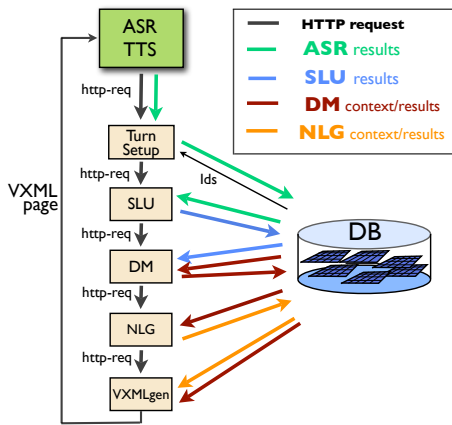 ASR
TTS
HTTP request
ASR results
SLU results
DM context/results
NLG context/results
http-req
Turn
Setup
Ids
http-req
VXML
page
SLU
http-req
DB
DM
http-req
NLG
http-req
VXMLgen